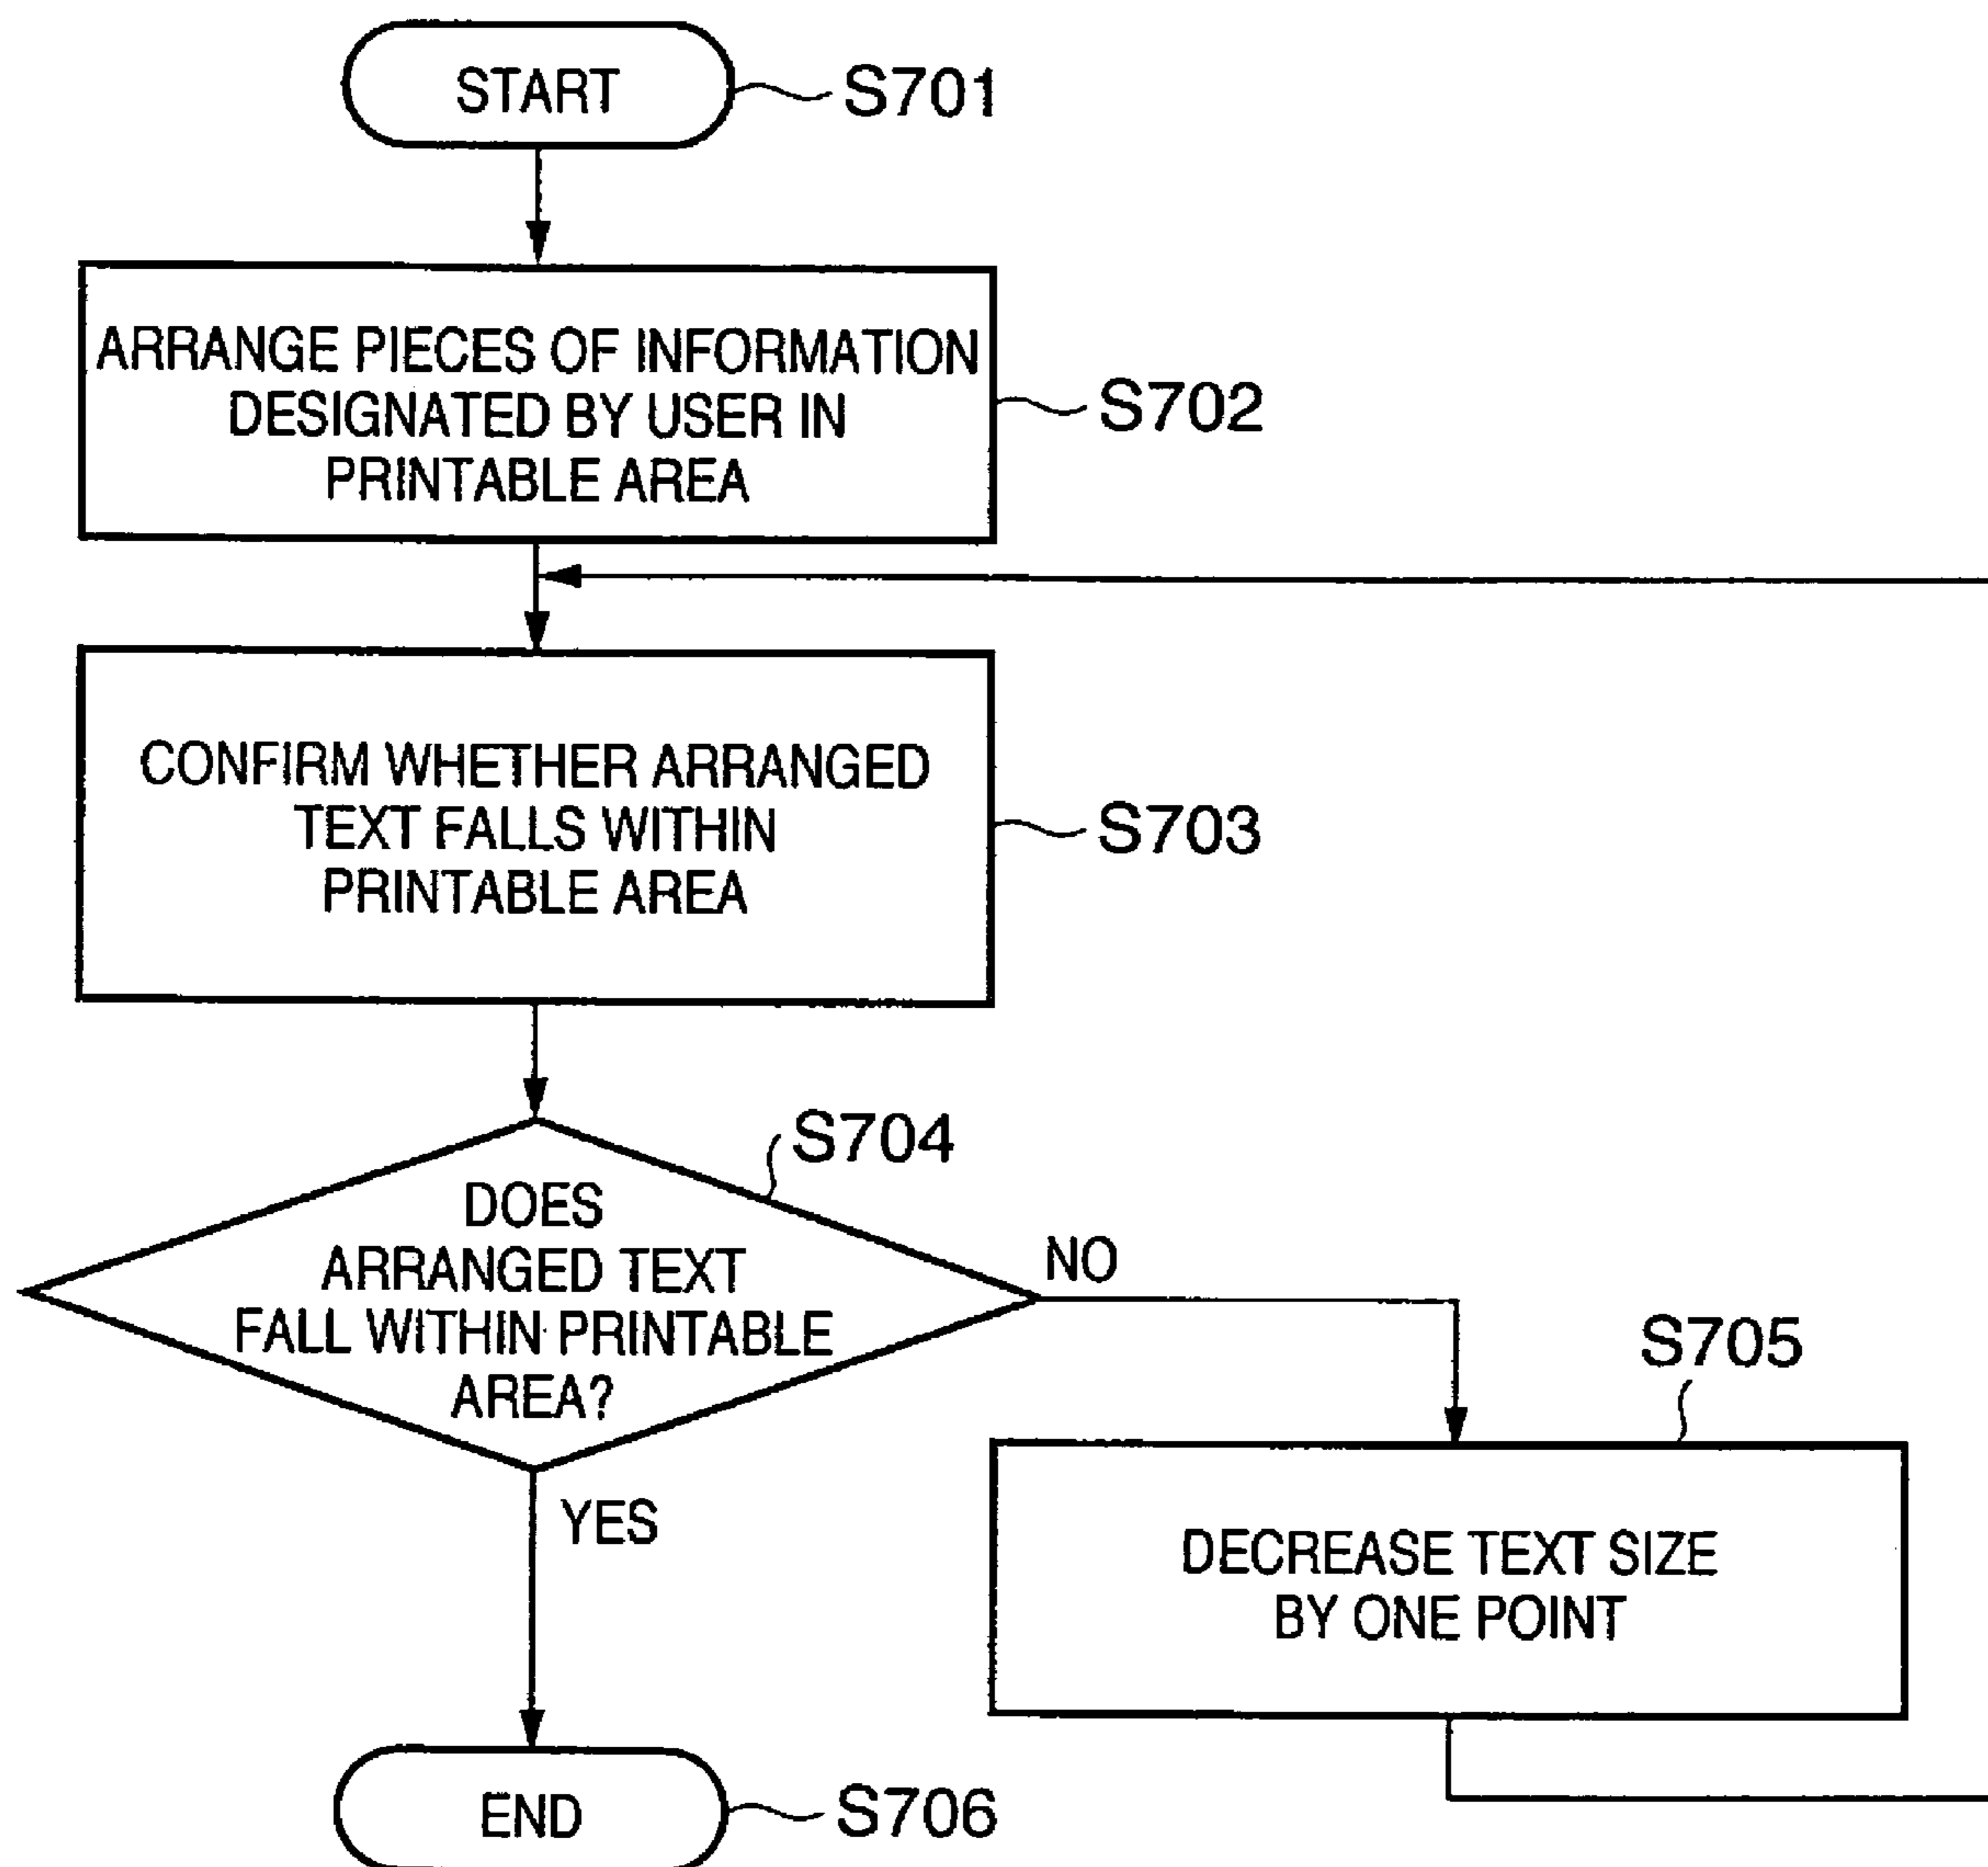 START
S701
ARRANGE PIECES OF INFORMATION
DESIGNATED BY USER IN
PRINTABLE AREA
S702
CONFIRM WHETHER ARRANGED
TEXT FALLS WITHIN
PRINTABLE AREA
S703
S704
DOES
ARRANGED TEXT
FALL WITHIN PRINTABLE
AREA?
NO
YES
S705
DECREASE TEXT SIZE
BY ONE POINT
END
S706